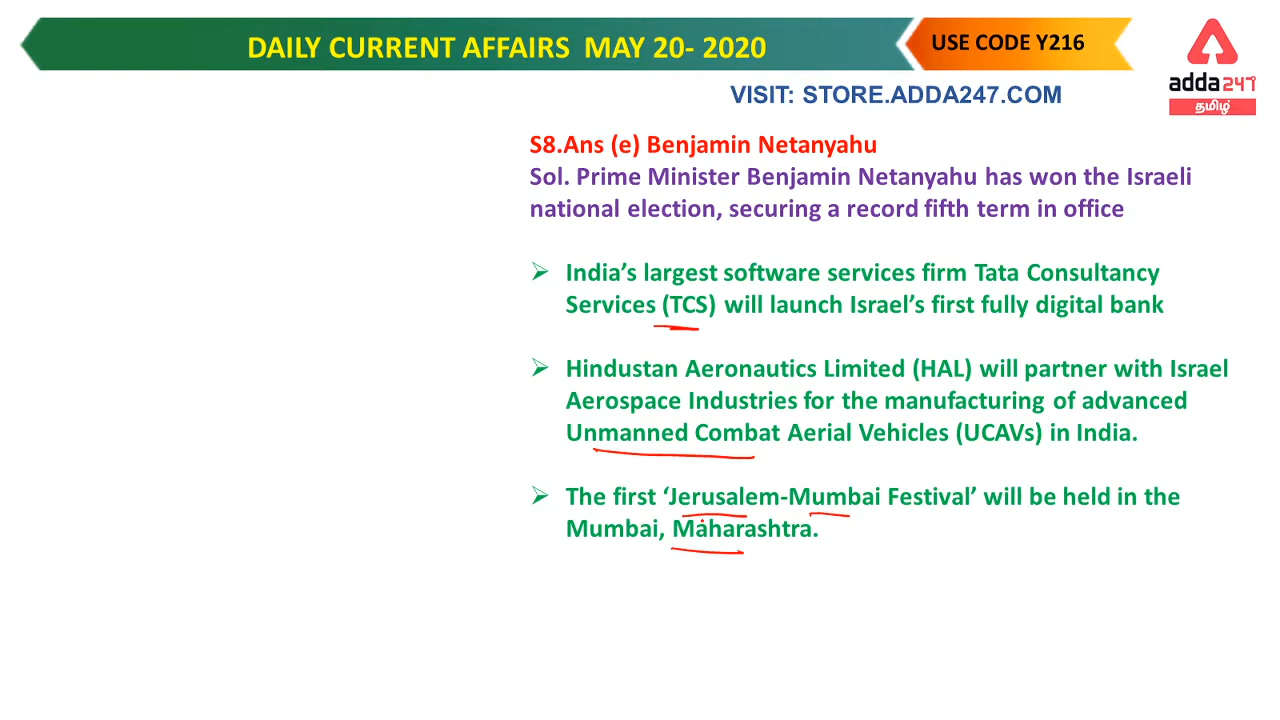 DAILY CURRENT AFFAIRS  MAY 20- 2020
USE CODE Y216
adda247
தமிழ்
VISIT: STORE.ADDA247.COM
S8.Ans (e) Benjamin Netanyahu
Sol. Prime Minister Benjamin Netanyahu has won the Israeli
national election, securing a record fifth term in office
➢ India’s largest software services firm Tata Consultancy
Services (TCS) will launch Israel’s first fully digital bank
➢ Hindustan Aeronautics Limited (HAL) will partner with Israel
Aerospace Industries for the manufacturing of advanced
Unmanned Combat Aerial Vehicles (UCAVs) in India.
➢ The first ‘Jerusalem-Mumbai Festival’ will be held in the
Mumbai, Maharashtra.